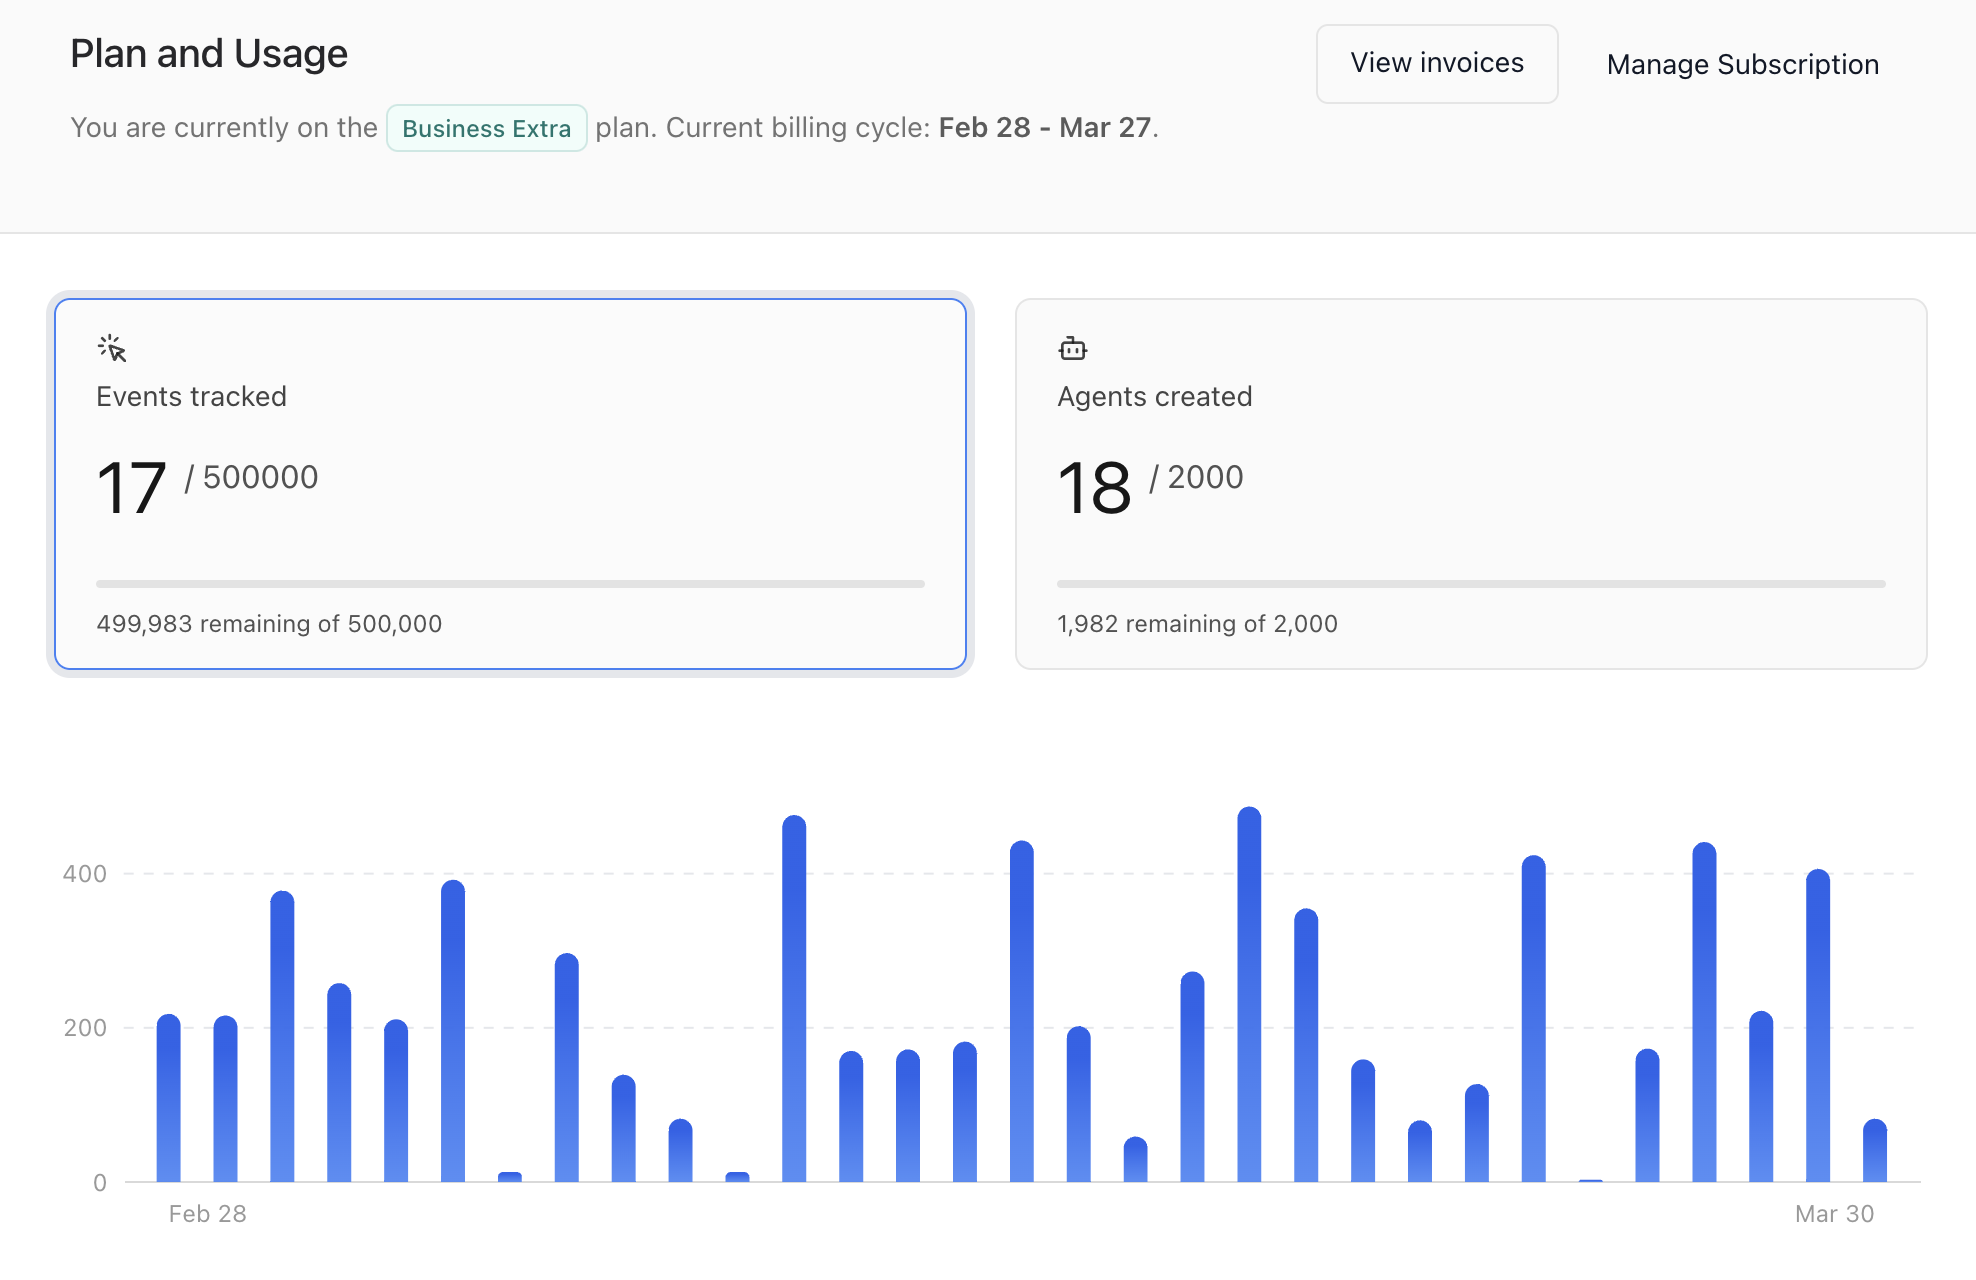 Plan and Usage
View invoices
Manage Subscription
You are currently on the Business Extra plan. Current billing cycle: Feb 28 - Mar 27.
Events tracked
17 / 500000
499,983 remaining of 500,000
Agents created
18 / 2000
1,982 remaining of 2,000
400
200
0
Feb 28
Mar 30